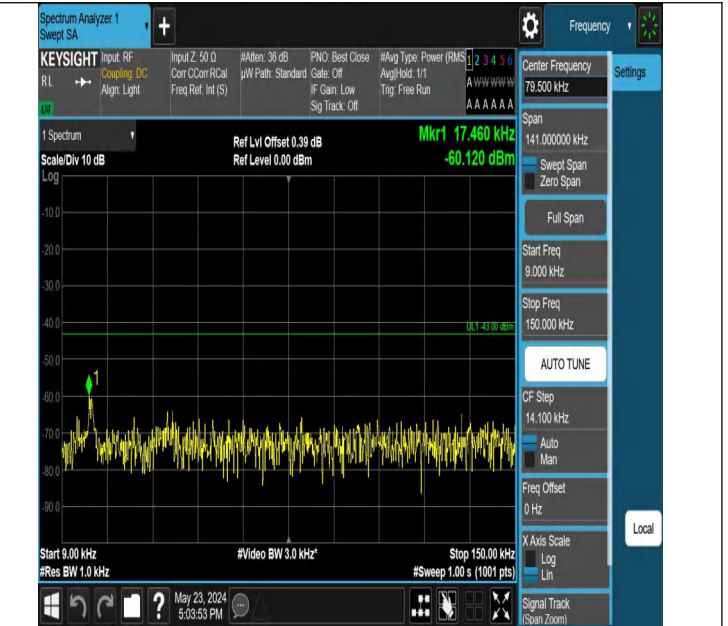 Spectrum Analyzer 1
Swept SA
+
Frequency
KEYSIGHT
RL
Input: RF
Coupling: DC
Align: Light
Input Z: 50 Ω
Corr CCorr RCal
Freq Ref: Int (S)
#Atten: 36 dB
µW Path: Standard
PNO: Best Close
Gate: Off
IF Gain: Low
Sig Track: Off
#Avg Type: Power (RMS
Avg|Hold: 1/1
Trig: Free Run
1 2 3 4 5 6
A W W W W W
A A A A A A
1 Spectrum
Scale/Div 10 dB
Log
Ref Lvl Offset 0.39 dB
Ref Level 0.00 dBm
Mkr1 17.460 kHz
-60.120 dBm
-10.0
-20.0
-30.0
-40.0
DL1 -43.00 dBm
-50.0
1
-60.0
-70.0
-80.0
-90.0
Start 9.00 kHz
#Res BW 1.0 kHz
#Video BW 3.0 kHz*
Stop 150.00 kHz
#Sweep 1.00 s (1001 pts)
?
May 23, 2024
5:03:53 PM
Center Frequency
79.500 kHz
Settings
Span
141.000000 kHz
Swept Span
Zero Span
Full Span
Start Freq
9.000 kHz
Stop Freq
150.000 kHz
AUTO TUNE
CF Step
14.100 kHz
Auto
Man
Freq Offset
0 Hz
X Axis Scale
Log
Lin
Local
Signal Track
(Span Zoom)